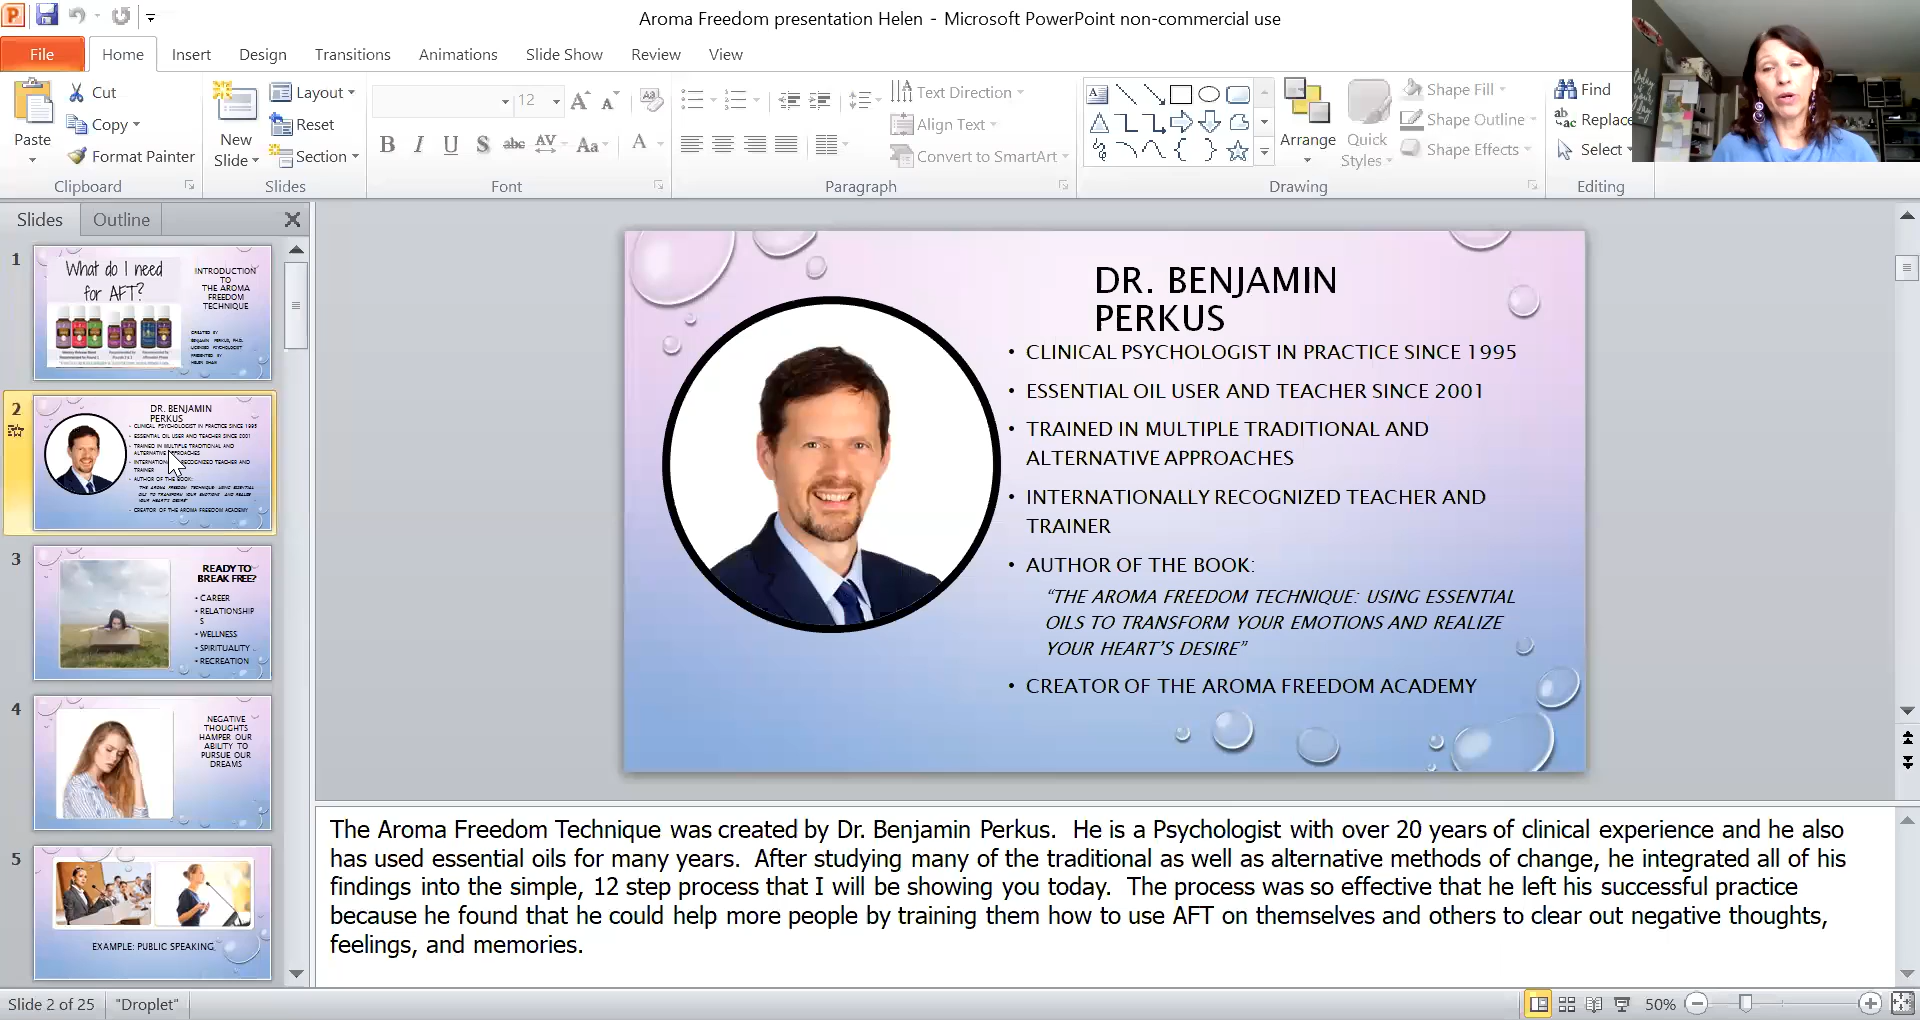 Aroma Freedom presentation Helen - Microsoft PowerPoint non-commercial use
File Home Insert Design Transitions Animations Slide Show Review View
Paste
Cut
Copy
Format Painter
Clipboard
New
Slide
Layout
Reset
Section
Slides
12
B I U S abc AV Aa A
Font
Text Direction
Align Text
Convert to SmartArt
Paragraph
Arrange
Quick
Styles
Shape Fill
Shape Outline
Shape Effects
Drawing
Find
Replace
Select
Editing
Slides Outline
1
What do I need
for AFT?
INTRODUCTION
TO
THE AROMA
FREEDOM
TECHNIQUE
CREATED BY
BENJAMIN PERKUS, PH.D.
LICENSED PSYCHOLOGIST
PRESENTED BY
HELEN SHAW
2
DR. BENJAMIN
PERKUS
CLINICAL PSYCHOLOGIST IN PRACTICE SINCE 1995
ESSENTIAL OIL USER AND TEACHER SINCE 2001
TRAINED IN MULTIPLE TRADITIONAL AND
ALTERNATIVE APPROACHES
RECOGNIZED TEACHER AND
TRAINER
AUTHOR OF THE BOOK:
"THE AROMA FREEDOM TECHNIQUE: USING ESSENTIAL
OILS TO TRANSFORM YOUR EMOTIONS AND REALIZE
YOUR HEART'S DESIRE"
CREATOR OF THE AROMA FREEDOM ACADEMY
3
READY TO
BREAK FREE?
• CAREER
• RELATIONSHIP
S
• WELLNESS
• SPIRITUALITY
• RECREATION
4
NEGATIVE
THOUGHTS
HAMPER OUR
ABILITY TO
PURSUE OUR
DREAMS
5
EXAMPLE: PUBLIC SPEAKING
DR. BENJAMIN
PERKUS
• CLINICAL PSYCHOLOGIST IN PRACTICE SINCE 1995
• ESSENTIAL OIL USER AND TEACHER SINCE 2001
• TRAINED IN MULTIPLE TRADITIONAL AND
ALTERNATIVE APPROACHES
• INTERNATIONALLY RECOGNIZED TEACHER AND
TRAINER
• AUTHOR OF THE BOOK:
“THE AROMA FREEDOM TECHNIQUE: USING ESSENTIAL
OILS TO TRANSFORM YOUR EMOTIONS AND REALIZE
YOUR HEART’S DESIRE”
• CREATOR OF THE AROMA FREEDOM ACADEMY
The Aroma Freedom Technique was created by Dr. Benjamin Perkus.  He is a Psychologist with over 20 years of clinical experience and he also
has used essential oils for many years.  After studying many of the traditional as well as alternative methods of change, he integrated all of his
findings into the simple, 12 step process that I will be showing you today.  The process was so effective that he left his successful practice
because he found that he could help more people by training them how to use AFT on themselves and others to clear out negative thoughts,
feelings, and memories.
Slide 2 of 25 "Droplet" 50%